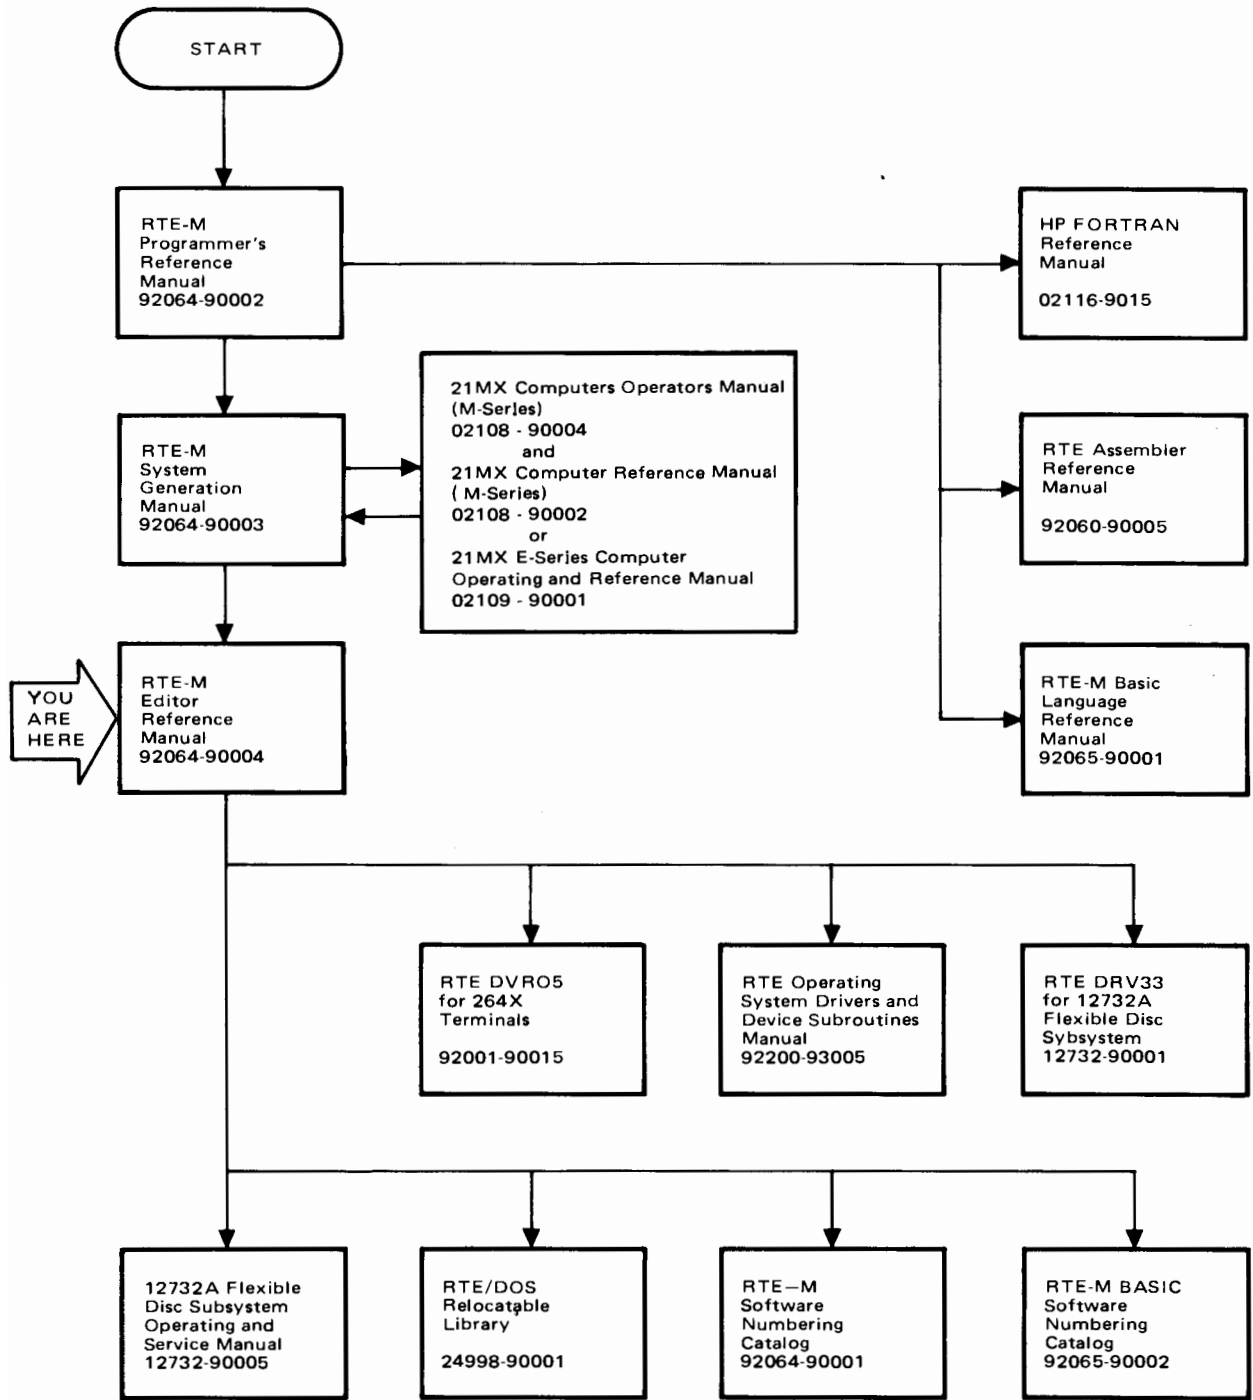 START
RTE-M
Programmer's
Reference
Manual
92064-90002
HP FORTRAN
Reference
Manual
02116-9015
RTE-M
System
Generation
Manual
92064-90003
21MX Computers Operators Manual
(M-Series)
02108 - 90004
and
21MX Computer Reference Manual
( M-Series)
02108 - 90002
or
21MX E-Series Computer
Operating and Reference Manual
02109 - 90001
RTE Assembler
Reference
Manual
92060-90005
YOU
ARE
HERE
RTE-M
Editor
Reference
Manual
92064-90004
RTE-M Basic
Language
Reference
Manual
92065-90001
RTE DVRO5
for 264X
Terminals
92001-90015
RTE Operating
System Drivers and
Device Subroutines
Manual
92200-93005
RTE DRV33
for 12732A
Flexible Disc
Sybsystem
12732-90001
12732A Flexible
Disc Subsystem
Operating and
Service Manual
12732-90005
RTE/DOS
Relocatable
Library
24998-90001
RTE—M
Software
Numbering
Catalog
92064-90001
RTE-M BASIC
Software
Numbering
Catalog
92065-90002